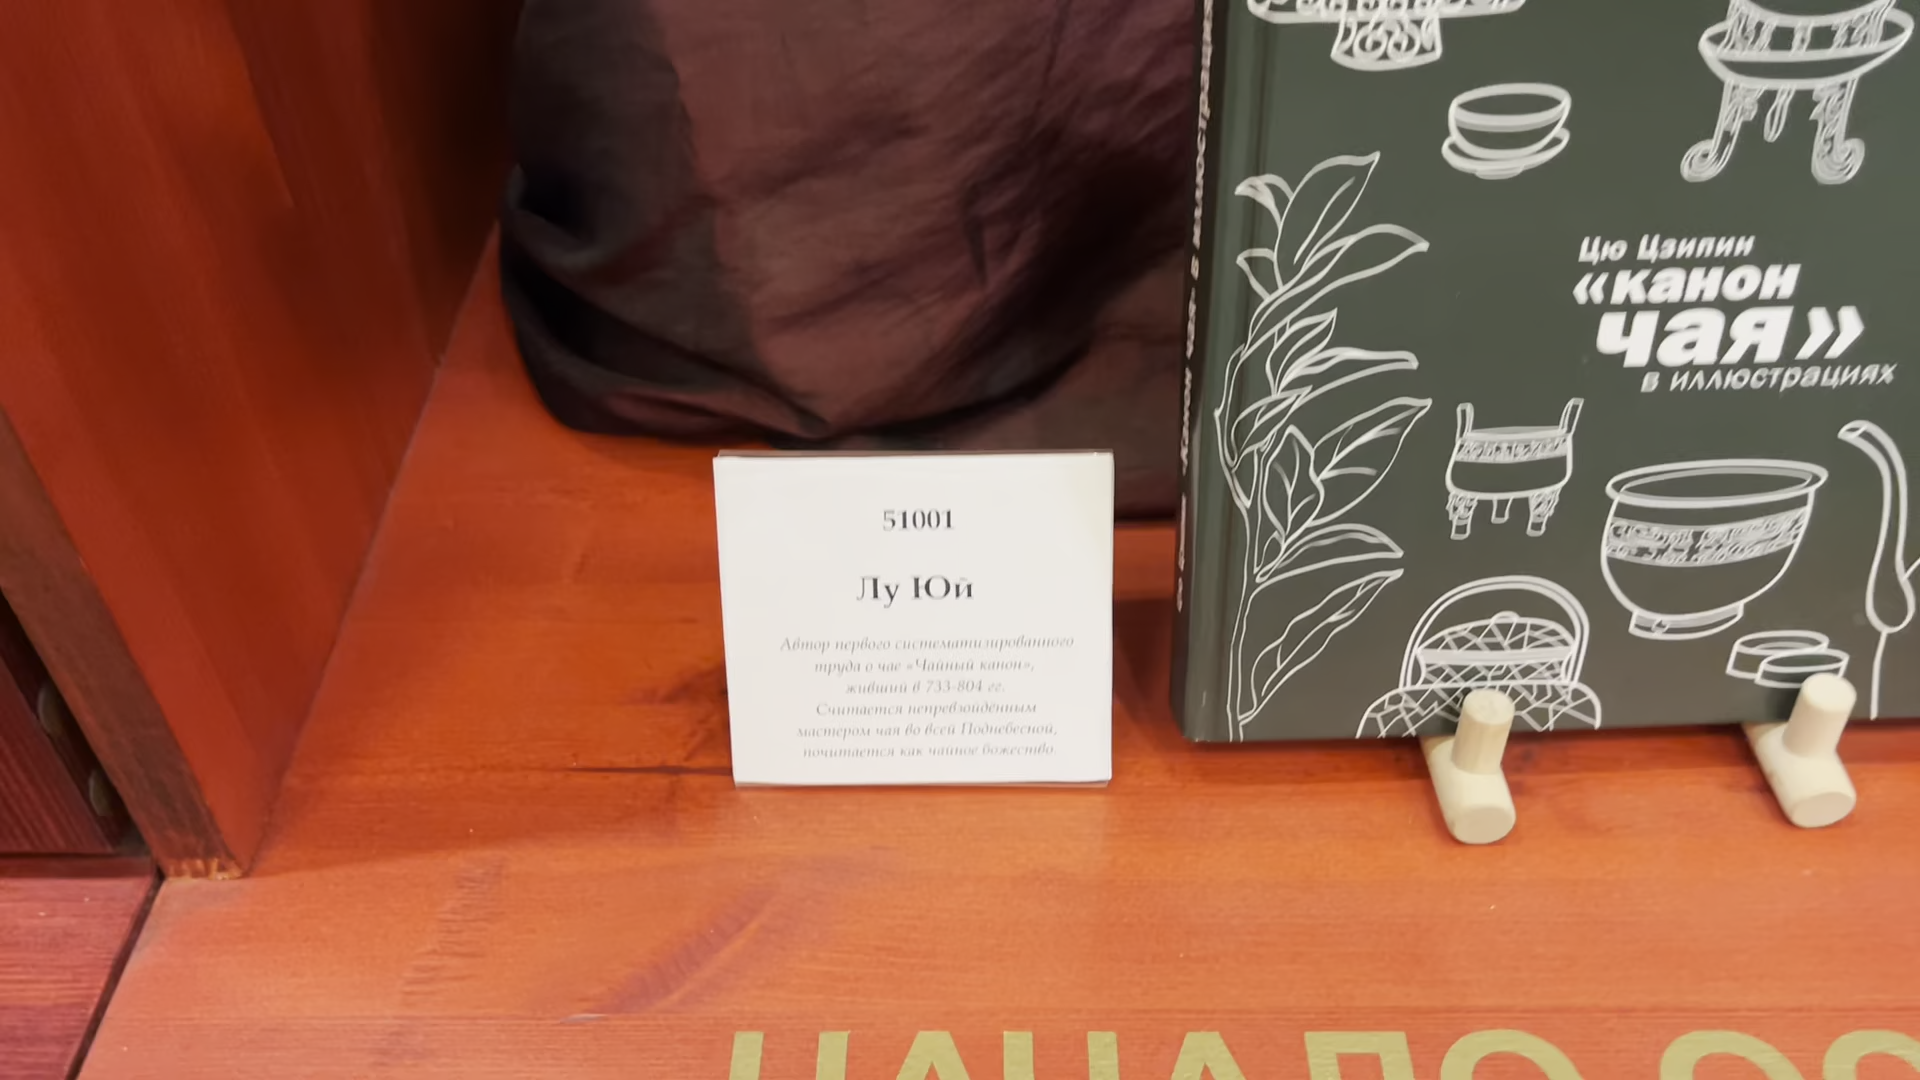 51001
Лу Юй
Автор первого систематизированного
труда о чае «Чайный канон»,
живший в 733-804 гг.
Считается непревзойдённым
мастером чая во всей Поднебесной,
почитается как чайное божество.
Цю Цзипин
«канон
чая»
в иллюстрациях
НАЧАЛО